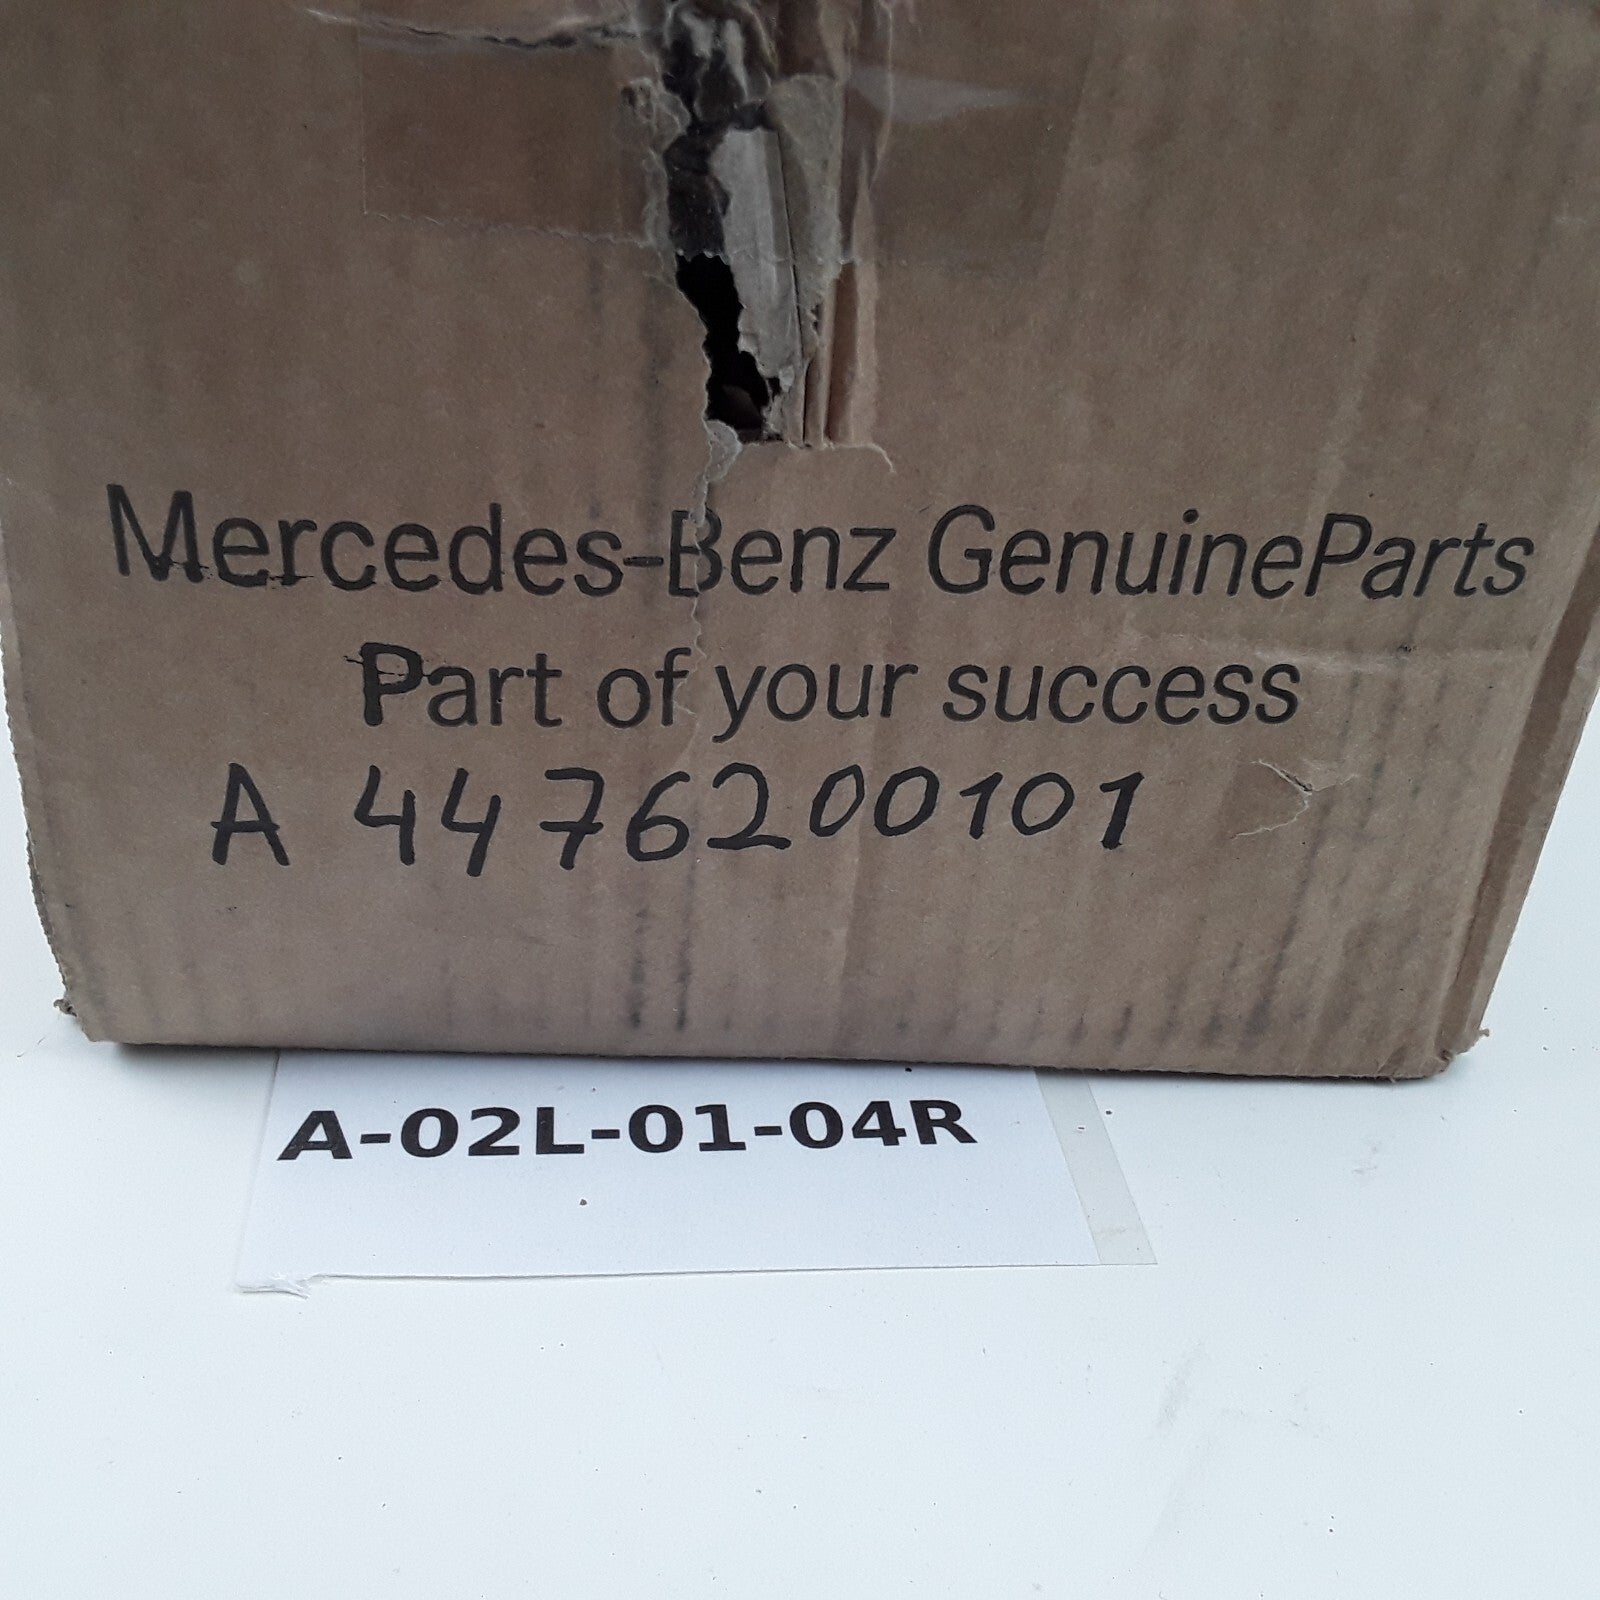 Mercedes-Benz GenuineParts
Part of your success
A 4476200101
A-02L-01-04R